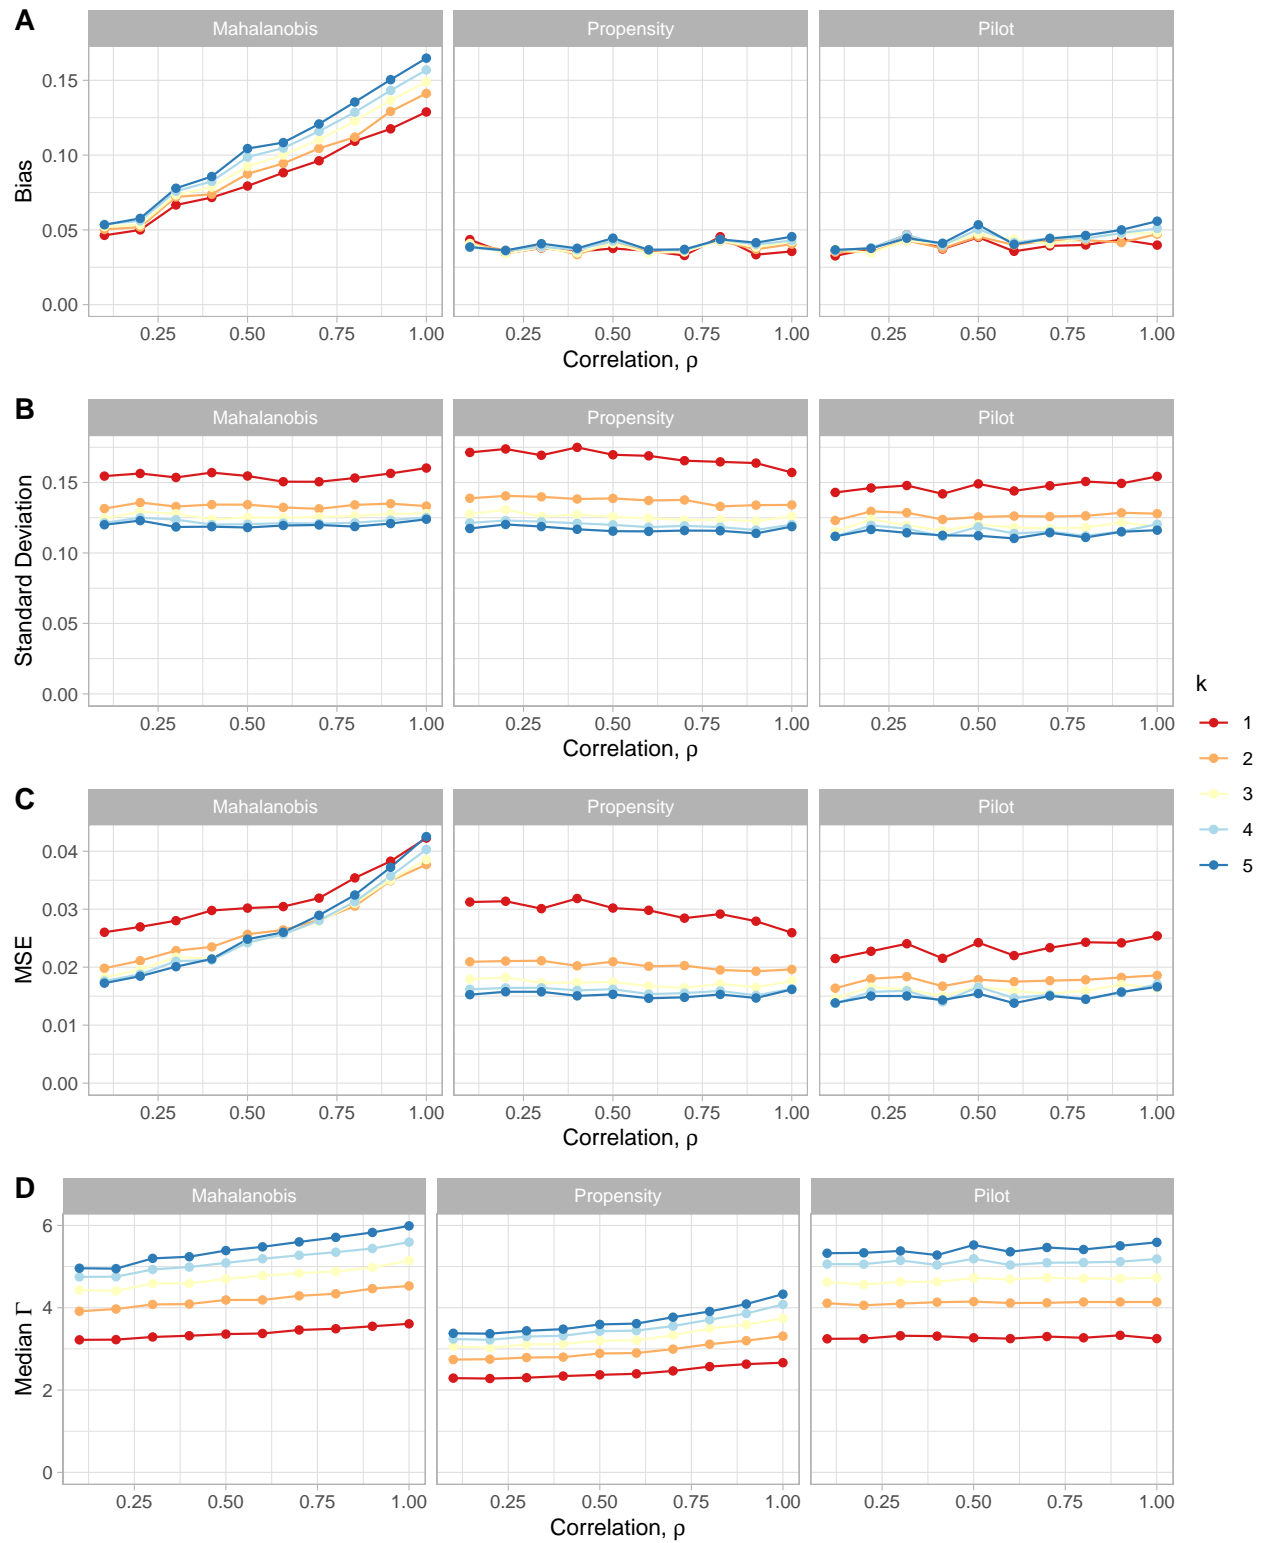 A
Mahalanobis Propensity Pilot
Bias
0.15
0.10
0.05
0.00
0.25 0.50 0.75 1.00 0.25 0.50 0.75 1.00 0.25 0.50 0.75 1.00
Correlation, ρ
B
Mahalanobis Propensity Pilot
Standard Deviation
0.15
0.10
0.05
0.00
0.25 0.50 0.75 1.00 0.25 0.50 0.75 1.00 0.25 0.50 0.75 1.00
Correlation, ρ
k
1
2
3
4
5
C
Mahalanobis Propensity Pilot
MSE
0.04
0.03
0.02
0.01
0.00
0.25 0.50 0.75 1.00 0.25 0.50 0.75 1.00 0.25 0.50 0.75 1.00
Correlation, ρ
D
Mahalanobis Propensity Pilot
Median Γ
6
4
2
0
0.25 0.50 0.75 1.00 0.25 0.50 0.75 1.00 0.25 0.50 0.75 1.00
Correlation, ρ